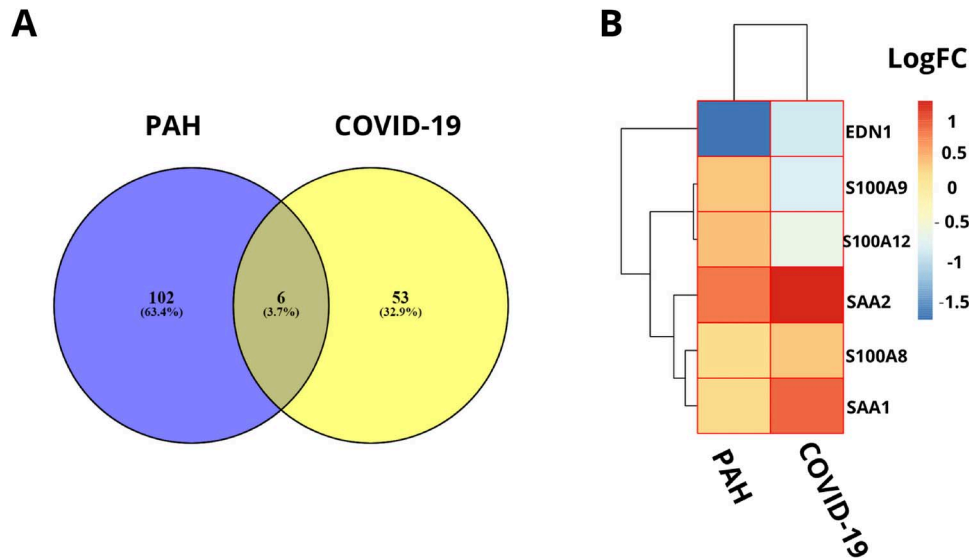 A
PAH
COVID-19
102
(63.4%)
6
(3.7%)
53
(32.9%)
B
LogFC
1
0.5
0
- 0.5
-1
-1.5
EDN1
S100A9
S100A12
SAA2
S100A8
SAA1
PAH
COVID-19